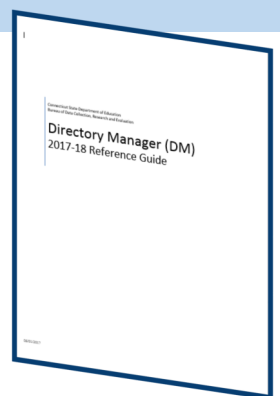 Connecticut State Department of Education
Bureau of Data Collection, Research and Evaluation
Directory Manager (DM)
2017-18 Reference Guide